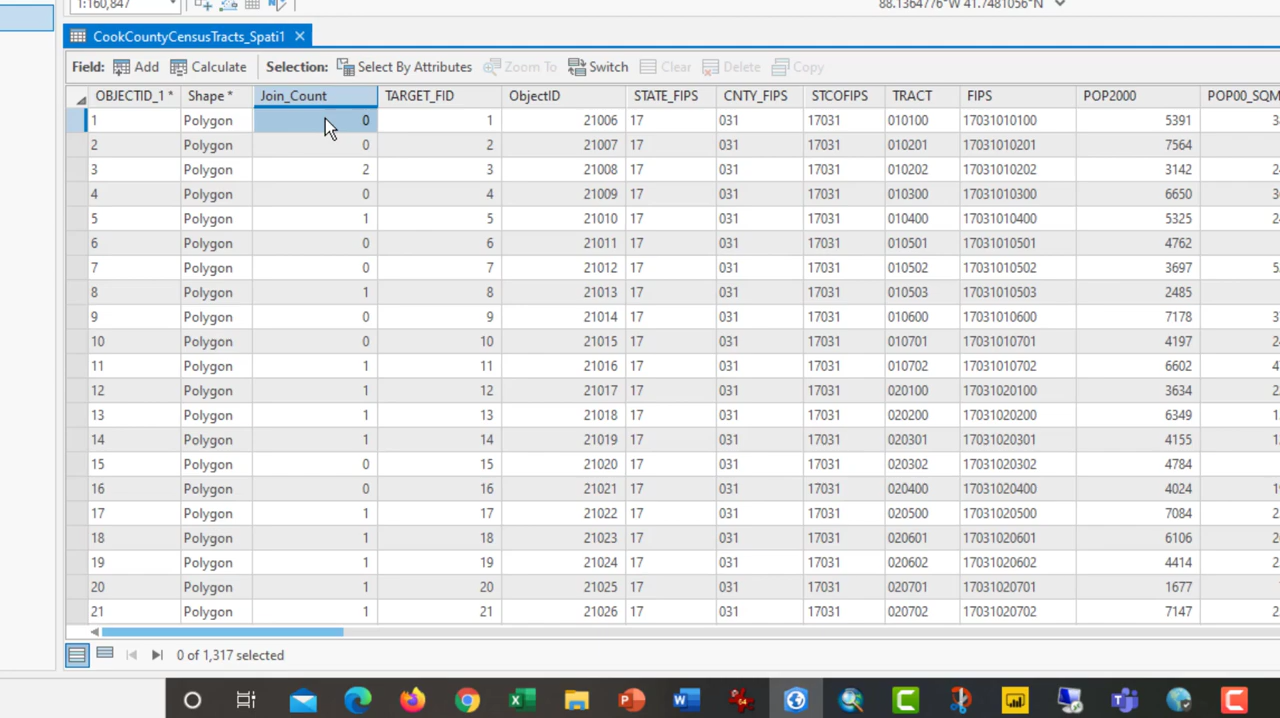 1:160,847
88.1364776°W 41.7481056°N
CookCountyCensusTracts_Spati1
Field: Add Calculate Selection: Select By Attributes Zoom To Switch Clear Delete Copy
OBJECTID_1 * Shape * Join_Count TARGET_FID ObjectID STATE_FIPS CNTY_FIPS STCOFIPS TRACT FIPS POP2000 POP00_SQM
1 Polygon 0 1 21006 17 031 17031 010100 17031010100 5391
2 Polygon 0 2 21007 17 031 17031 010201 17031010201 7564
3 Polygon 2 3 21008 17 031 17031 010202 17031010202 3142
4 Polygon 0 4 21009 17 031 17031 010300 17031010300 6650
5 Polygon 1 5 21010 17 031 17031 010400 17031010400 5325
6 Polygon 0 6 21011 17 031 17031 010501 17031010501 4762
7 Polygon 0 7 21012 17 031 17031 010502 17031010502 3697
8 Polygon 1 8 21013 17 031 17031 010503 17031010503 2485
9 Polygon 0 9 21014 17 031 17031 010600 17031010600 7178
10 Polygon 0 10 21015 17 031 17031 010701 17031010701 4197
11 Polygon 1 11 21016 17 031 17031 010702 17031010702 6602
12 Polygon 1 12 21017 17 031 17031 020100 17031020100 3634
13 Polygon 1 13 21018 17 031 17031 020200 17031020200 6349
14 Polygon 1 14 21019 17 031 17031 020301 17031020301 4155
15 Polygon 0 15 21020 17 031 17031 020302 17031020302 4784
16 Polygon 0 16 21021 17 031 17031 020400 17031020400 4024
17 Polygon 1 17 21022 17 031 17031 020500 17031020500 7084
18 Polygon 1 18 21023 17 031 17031 020601 17031020601 6106
19 Polygon 1 19 21024 17 031 17031 020602 17031020602 4414
20 Polygon 1 20 21025 17 031 17031 020701 17031020701 1677
21 Polygon 1 21 21026 17 031 17031 020702 17031020702 7147
0 of 1,317 selected